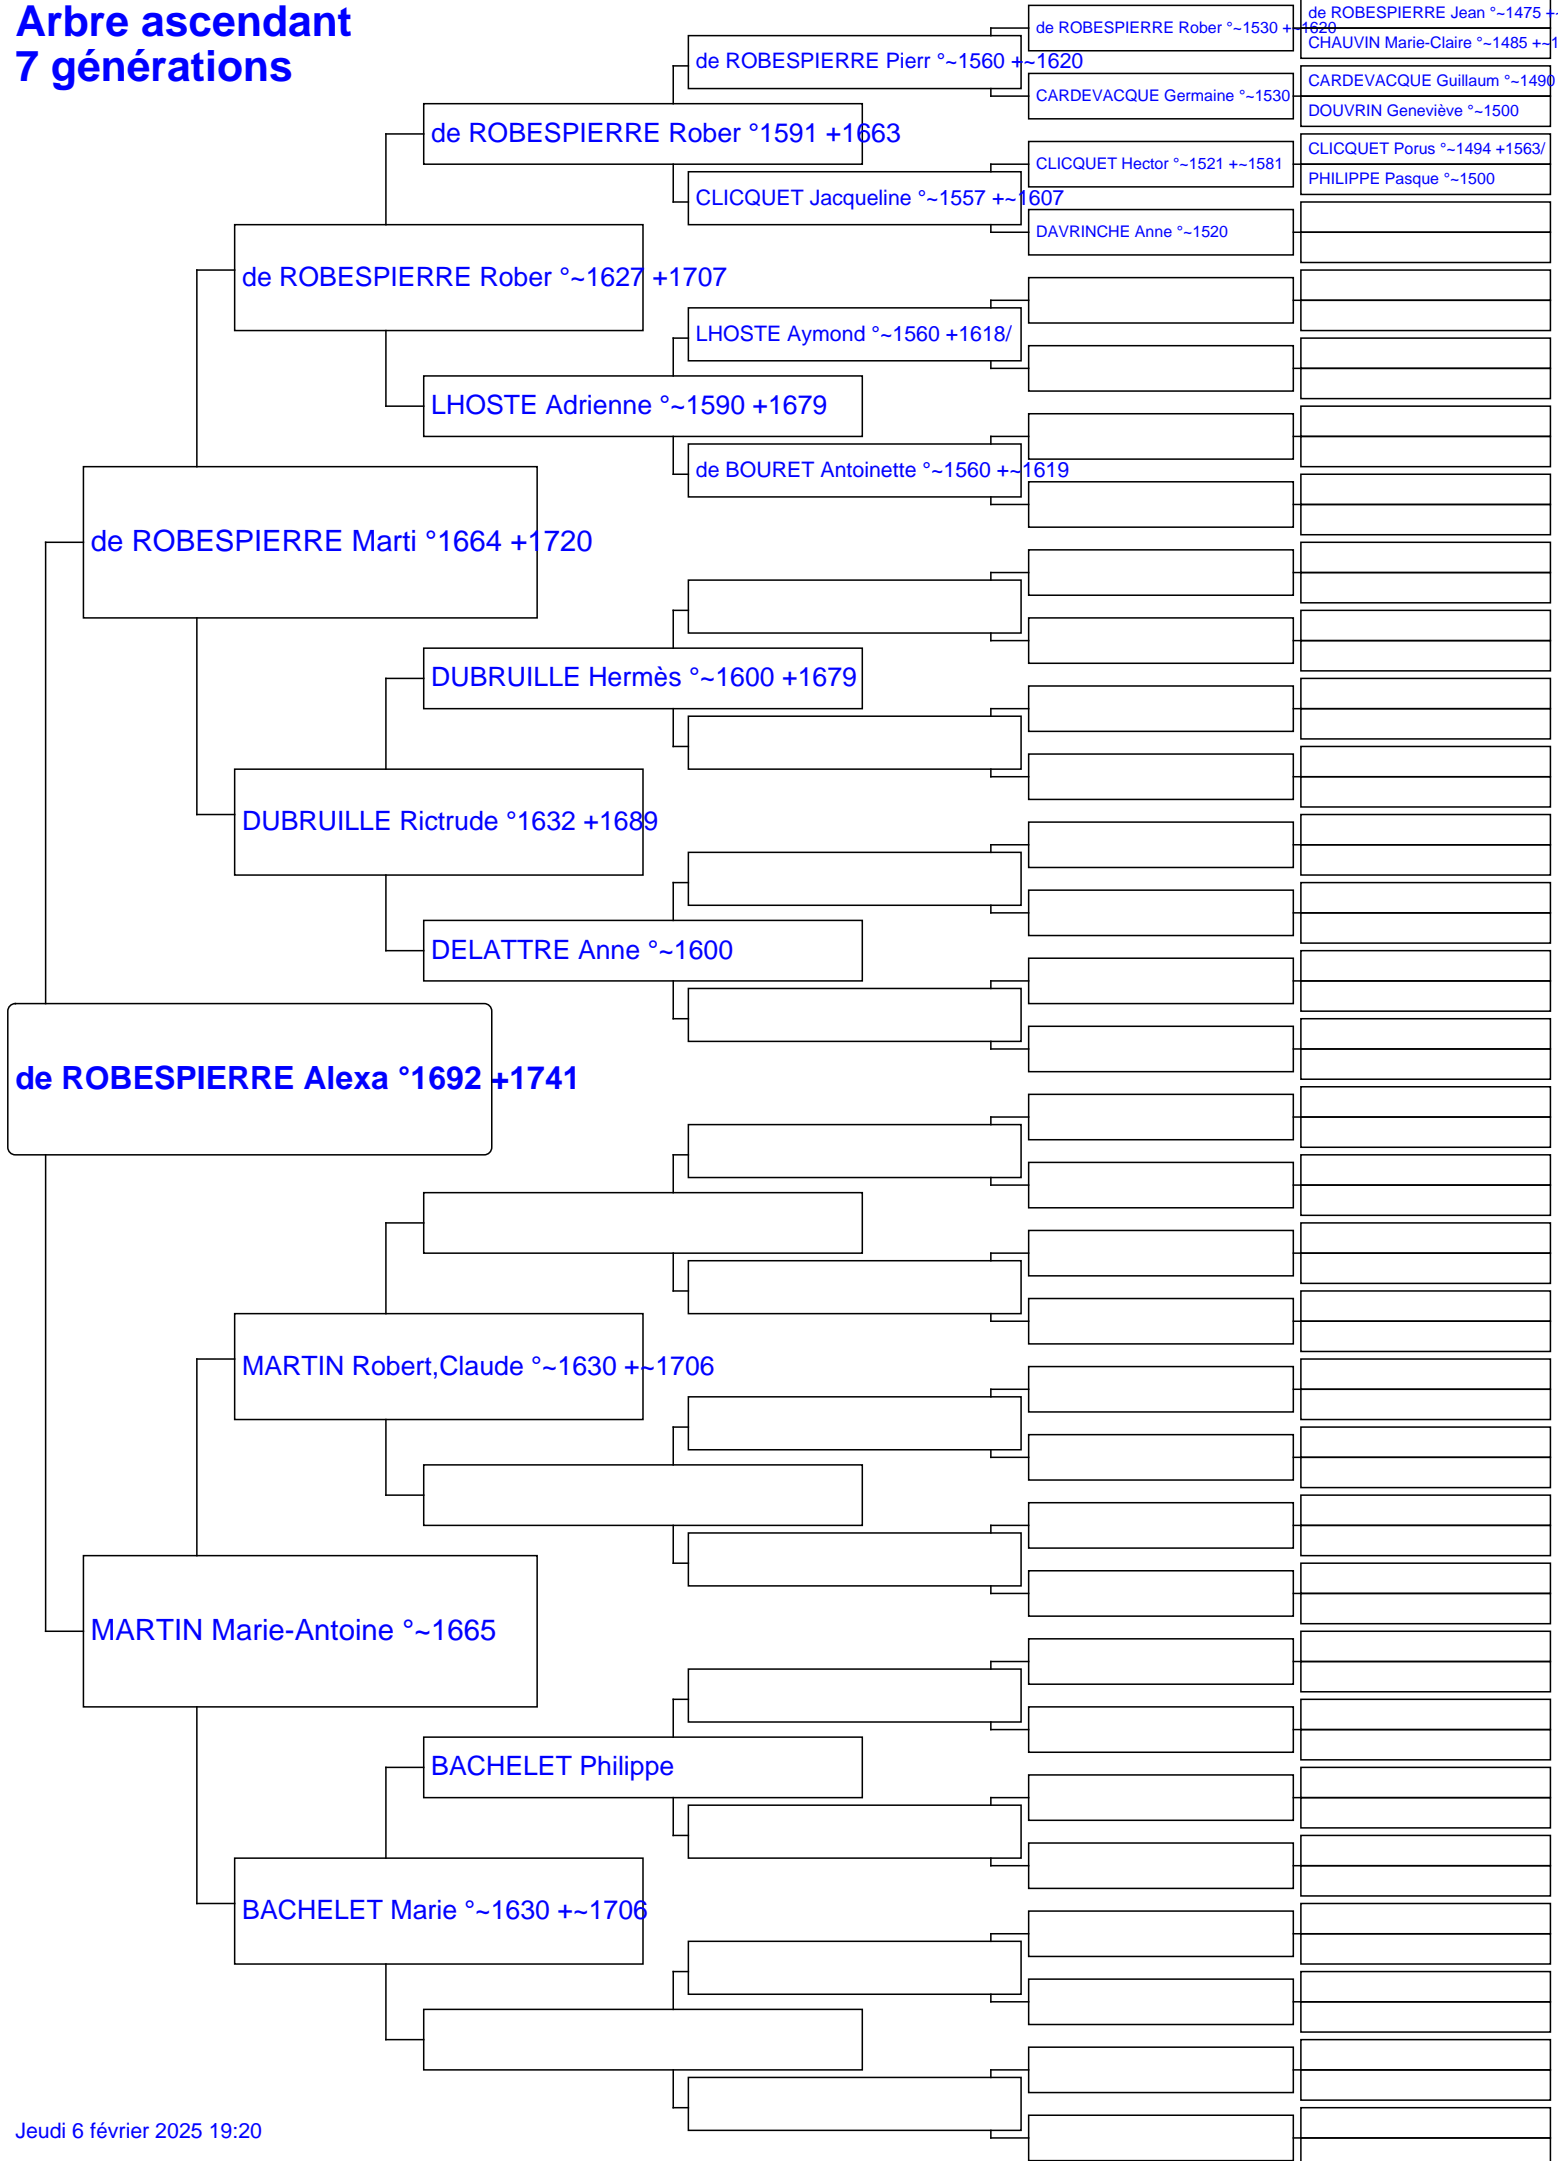 Arbre ascendant
7 générations
de ROBESPIERRE Jean °~1475 +
CHAUVIN Marie-Claire °~1485 +~1
de ROBESPIERRE Rober °~1530 +~1620
de ROBESPIERRE Pierr °~1560 +~1620
CARDEVACQUE Guillaum °~1490
CARDEVACQUE Germaine °~1530
DOUVRIN Geneviève °~1500
de ROBESPIERRE Rober °1591 +1663
CLICQUET Porus °~1494 +1563/
CLICQUET Hector °~1521 +~1581
PHILIPPE Pasque °~1500
CLICQUET Jacqueline °~1557 +~1607
DAVRINCHE Anne °~1520
de ROBESPIERRE Rober °~1627 +1707
LHOSTE Aymond °~1560 +1618/
LHOSTE Adrienne °~1590 +1679
de BOURET Antoinette °~1560 +~1619
de ROBESPIERRE Marti °1664 +1720
DUBRUILLE Hermès °~1600 +1679
DUBRUILLE Rictrude °1632 +1689
DELATTRE Anne °~1600
de ROBESPIERRE Alexa °1692 +1741
MARTIN Robert,Claude °~1630 +~1706
MARTIN Marie-Antoine °~1665
BACHELET Philippe
BACHELET Marie °~1630 +~1706
Jeudi 6 février 2025 19:20